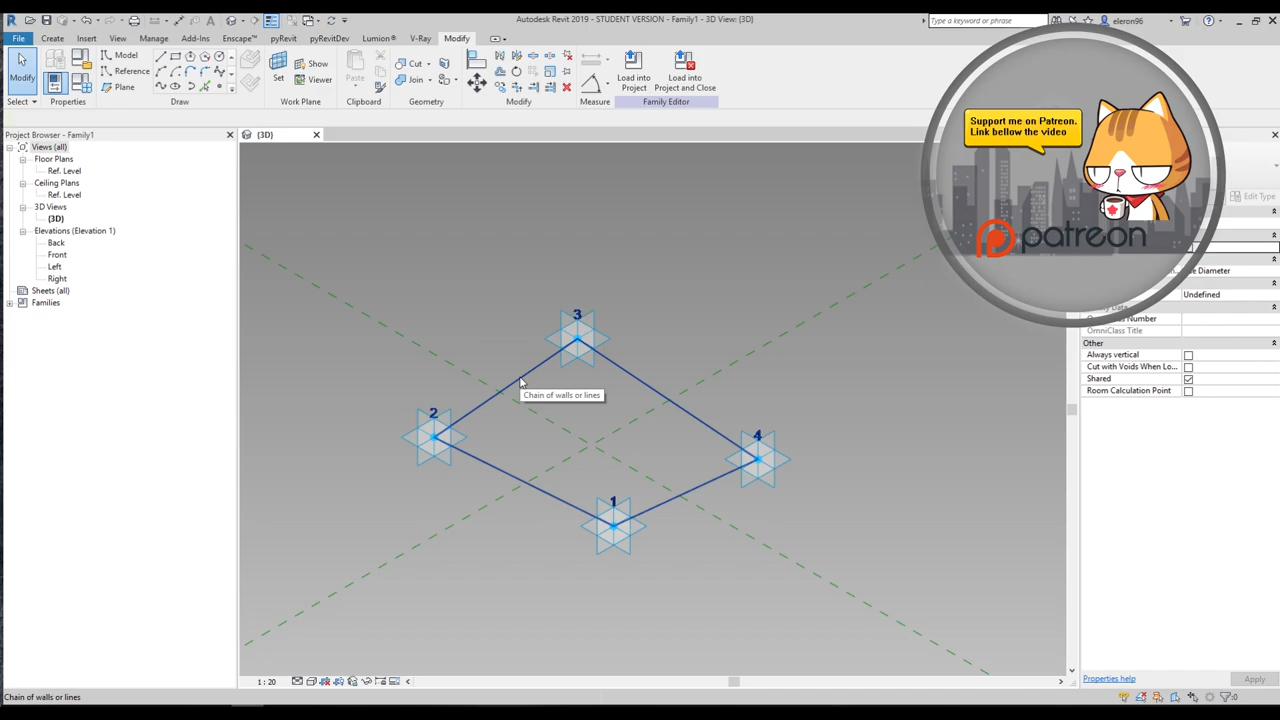 Autodesk Revit 2019 - STUDENT VERSION - Family1 - 3D View: {3D}
Type a keyword or phrase
eleron96
File
Create
Insert
View
Manage
Add-Ins
Enscape™
pyRevit
pyRevitDev
Lumion®
V-Ray
Modify
Modify
Select
Properties
Model
Reference
Plane
Draw
Set
Show
Viewer
Work Plane
Paste
Clipboard
Cut
Join
Geometry
Modify
Measure
Load into
Project
Load into
Project and Close
Family Editor
Support me on Patreon.
Link bellow the video
patreon
Project Browser - Family1
{3D}
Views (all)
Floor Plans
Ref. Level
Ceiling Plans
Ref. Level
3D Views
{3D}
Elevations (Elevation 1)
Back
Front
Left
Right
Sheets (all)
Families
3
2
4
1
Chain of walls or lines
Edit Type
Diameter
Undefined
Number
OmniClass Title
Other
Always vertical
Cut with Voids When Lo...
Shared
Room Calculation Point
Properties help
Apply
1 : 20
Chain of walls or lines
:0